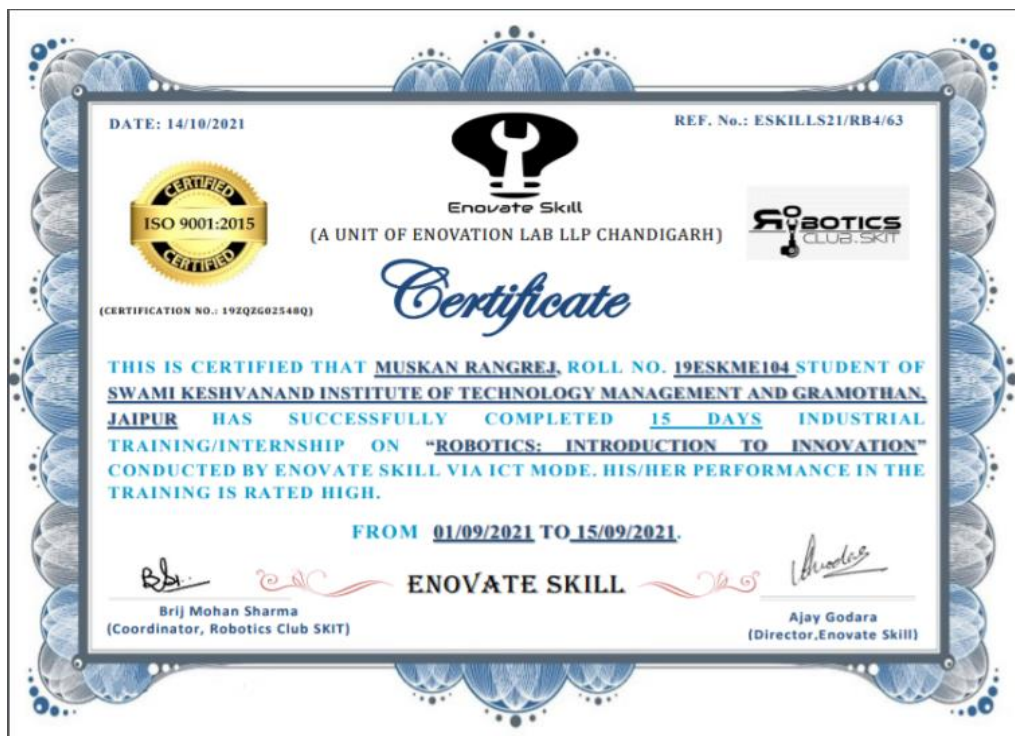 DATE: 14/10/2021
REF. No.: ESKILLS21/RB4/63
CERTIFIED
ISO 9001:2015
CERTIFIED
Enovate Skill
(A UNIT OF ENOVATION LAB LLP CHANDIGARH)
ROBOTICS
CLUB.SKIT
Certificate
(CERTIFICATION NO.: 19ZQZG02548Q)
THIS IS CERTIFIED THAT MUSKAN RANGREJ, ROLL NO. 19ESKME104 STUDENT OF
SWAMI KESHVANAND INSTITUTE OF TECHNOLOGY MANAGEMENT AND GRAMOTHAN,
JAIPUR HAS SUCCESSFULLY COMPLETED 15 DAYS INDUSTRIAL
TRAINING/INTERNSHIP ON “ROBOTICS: INTRODUCTION TO INNOVATION”
CONDUCTED BY ENOVATE SKILL VIA ICT MODE. HIS/HER PERFORMANCE IN THE
TRAINING IS RATED HIGH.
FROM 01/09/2021 TO 15/09/2021.
ENOVATE SKILL
Brij Mohan Sharma
(Coordinator, Robotics Club SKIT)
Ajay Godara
(Director,Enovate Skill)